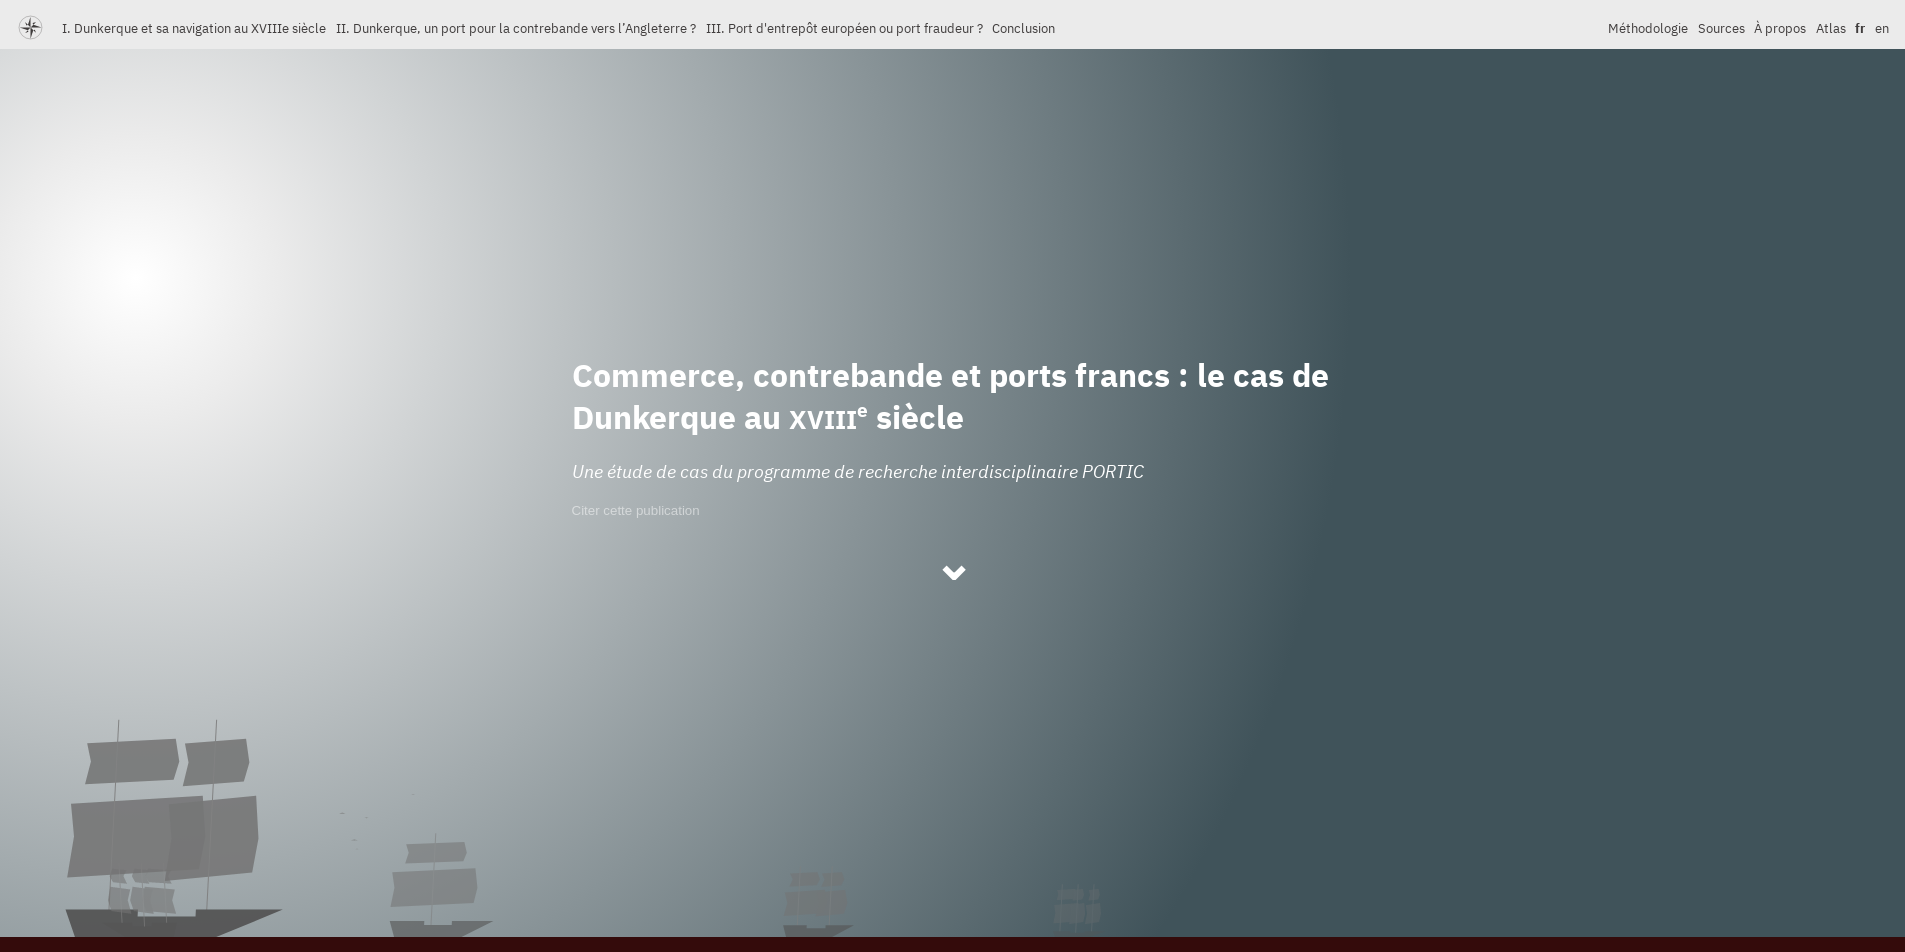 I. Dunkerque et sa navigation au XVIIIe siècle II. Dunkerque, un port pour la contrebande vers l’Angleterre ? III. Port d'entrepôt européen ou port fraudeur ? Conclusion Méthodologie Sources À propos Atlas fr en
Commerce, contrebande et ports francs : le cas de
Dunkerque au XVIIIe siècle
Une étude de cas du programme de recherche interdisciplinaire PORTIC
Citer cette publication